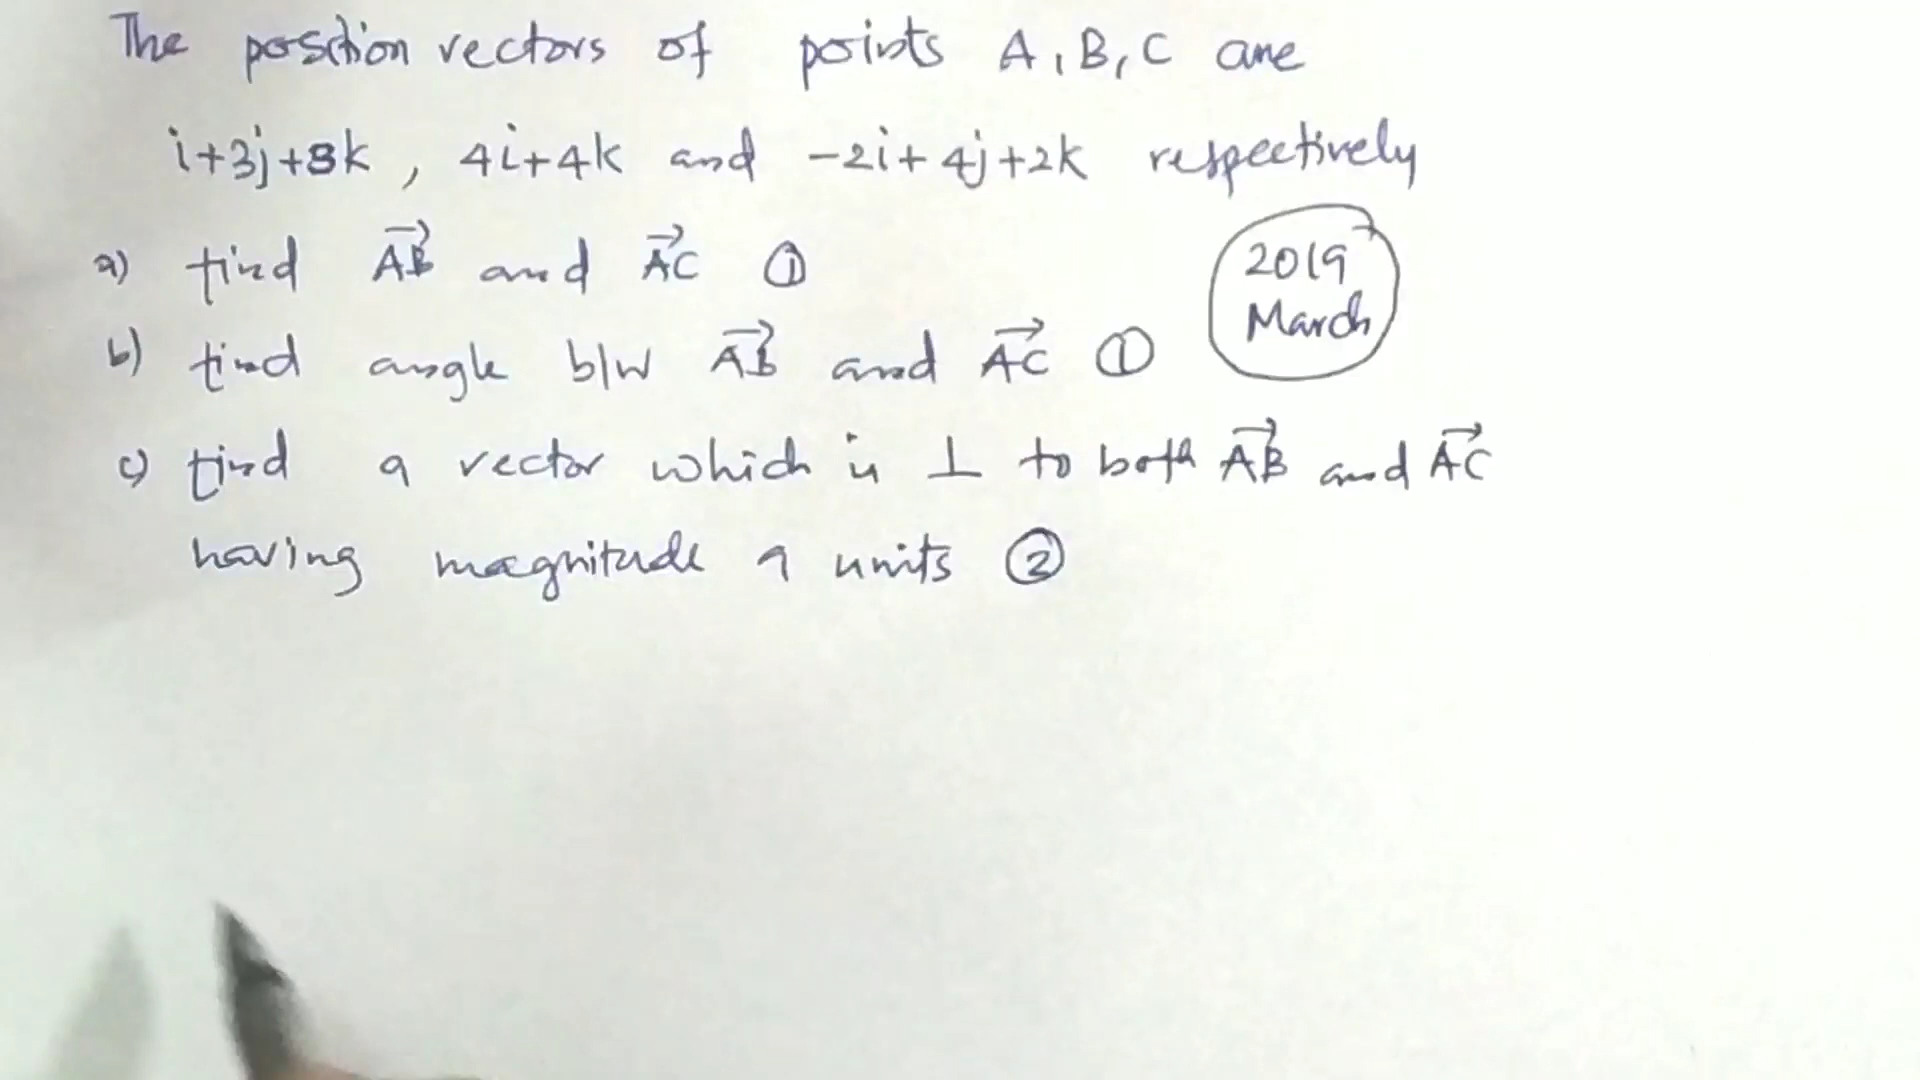 The position vectors of points A, B, C are
i+3j+8k, 4i+4k and -2i+4j+2k respectively
a) find AB and AC ①
2019 March
b) find angle b/w AB and AC ①
c) find a vector which is ⊥ to both AB and AC
having magnitude 9 units ②